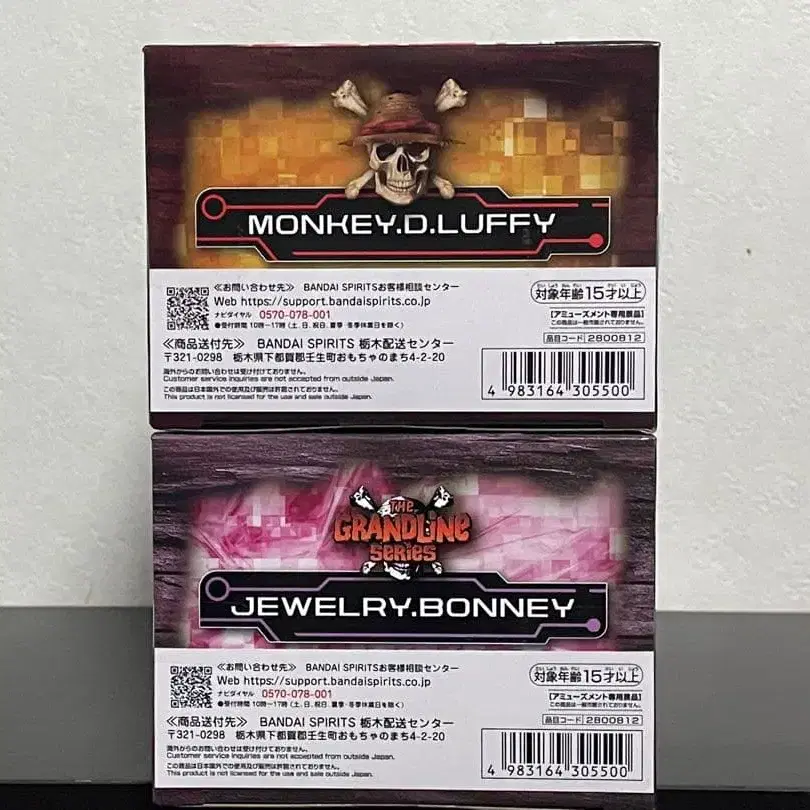 MONKEY.D.LUFFY
≪お問い合わせ先≫ BANDAI SPIRITSお客様相談センター
Web https://support.bandaispirits.co.jp
ナビダイヤル 0570-078-001
●受付時間 10時〜17時 (土、日、祝日、夏季・冬季休業日を除く)
≪商品送付先≫ BANDAI SPIRITS 栃木配送センター
〒321-0298 栃木県下都賀郡壬生町おもちゃのまち4-2-20
海外からのお問い合わせは受け付けておりません。
Customer service inquiries are not accepted from outside Japan.
この商品は日本国外での使用及び販売は許諾されておりません。
This product is not licensed for the use and sale outside Japan.
対象年齢15才以上
【アミューズメント専用景品】
この商品は一般市販されておりません。
品目コード 2800812
4 983164 305500
THE
GRANDLINE
SERIES
JEWELRY.BONNEY
≪お問い合わせ先≫ BANDAI SPIRITSお客様相談センター
Web https://support.bandaispirits.co.jp
ナビダイヤル 0570-078-001
●受付時間 10時〜17時 (土、日、祝日、夏季・冬季休業日を除く)
≪商品送付先≫ BANDAI SPIRITS 栃木配送センター
〒321-0298 栃木県下都賀郡壬生町おもちゃのまち4-2-20
海外からのお問い合わせは受け付けておりません。
Customer service inquiries are not accepted from outside Japan.
この商品は日本国外での使用及び販売は許諾されておりません。
This product is not licensed for the use and sale outside Japan.
対象年齢15才以上
【アミューズメント専用景品】
この商品は一般市販されておりません。
品目コード 2800812
4 983164 305500